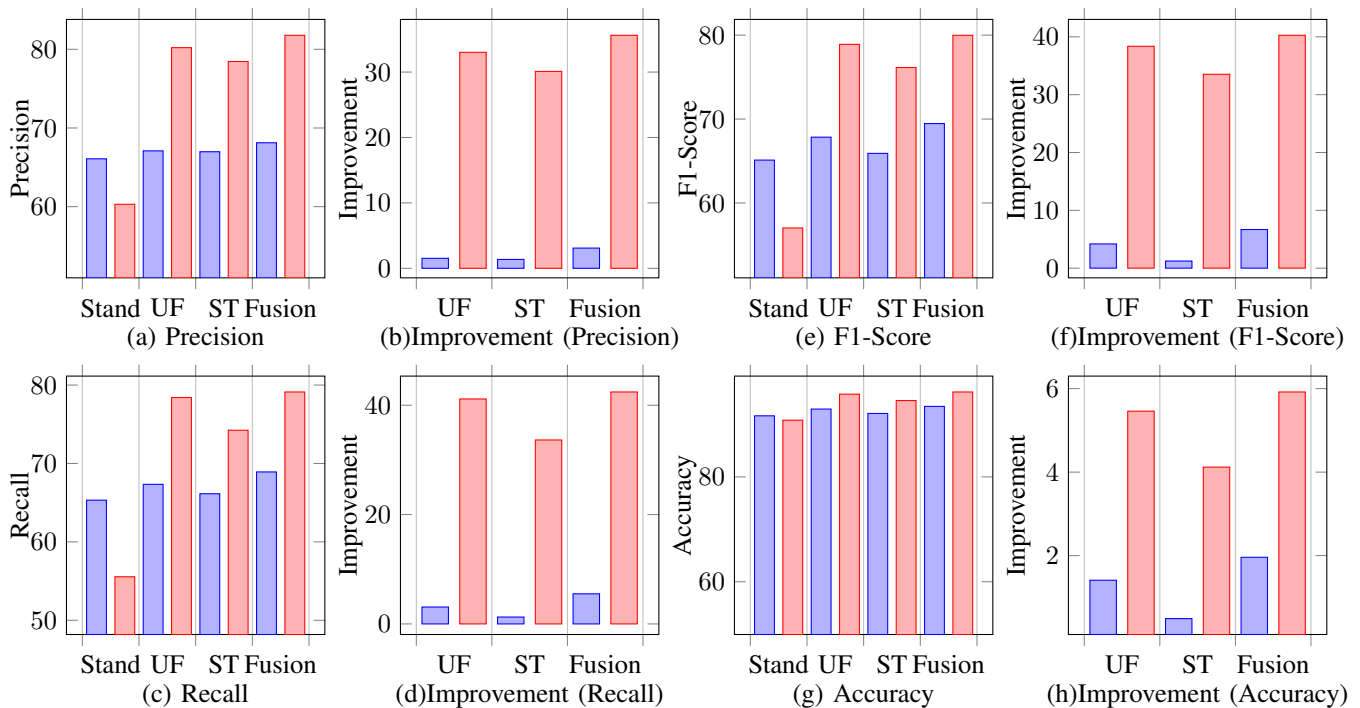 80
70
60
Precision
Stand UF ST Fusion
(a) Precision
30
20
10
0
Improvement
UF ST Fusion
(b)Improvement (Precision)
80
70
60
F1-Score
Stand UF ST Fusion
(e) F1-Score
40
30
20
10
0
Improvement
UF ST Fusion
(f)Improvement (F1-Score)
80
70
60
50
Recall
Stand UF ST Fusion
(c) Recall
40
20
0
Improvement
UF ST Fusion
(d)Improvement (Recall)
80
60
Accuracy
Stand UF ST Fusion
(g) Accuracy
6
4
2
Improvement
UF ST Fusion
(h)Improvement (Accuracy)